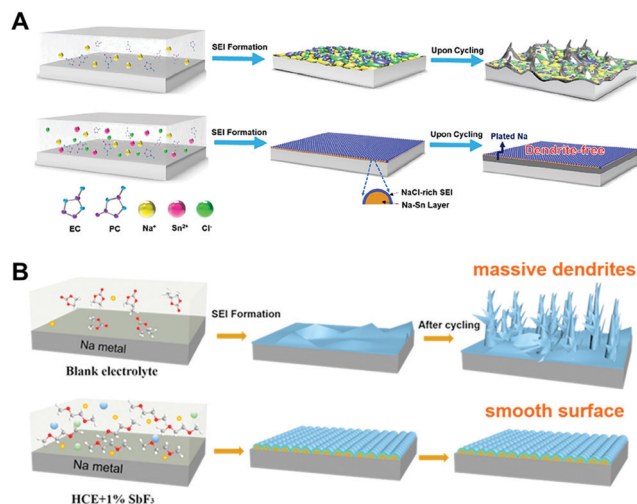 A
SEI Formation
Upon Cycling
SEI Formation
Upon Cycling
Plated Na
Dendrite-free
NaCl-rich SEI
Na-Sn Layer
EC PC Na⁺ Sn²⁺ Cl⁻
B
massive dendrites
SEI Formation
After cycling
Na metal
Blank electrolyte
smooth surface
Na metal
HCE+1% SbF₃